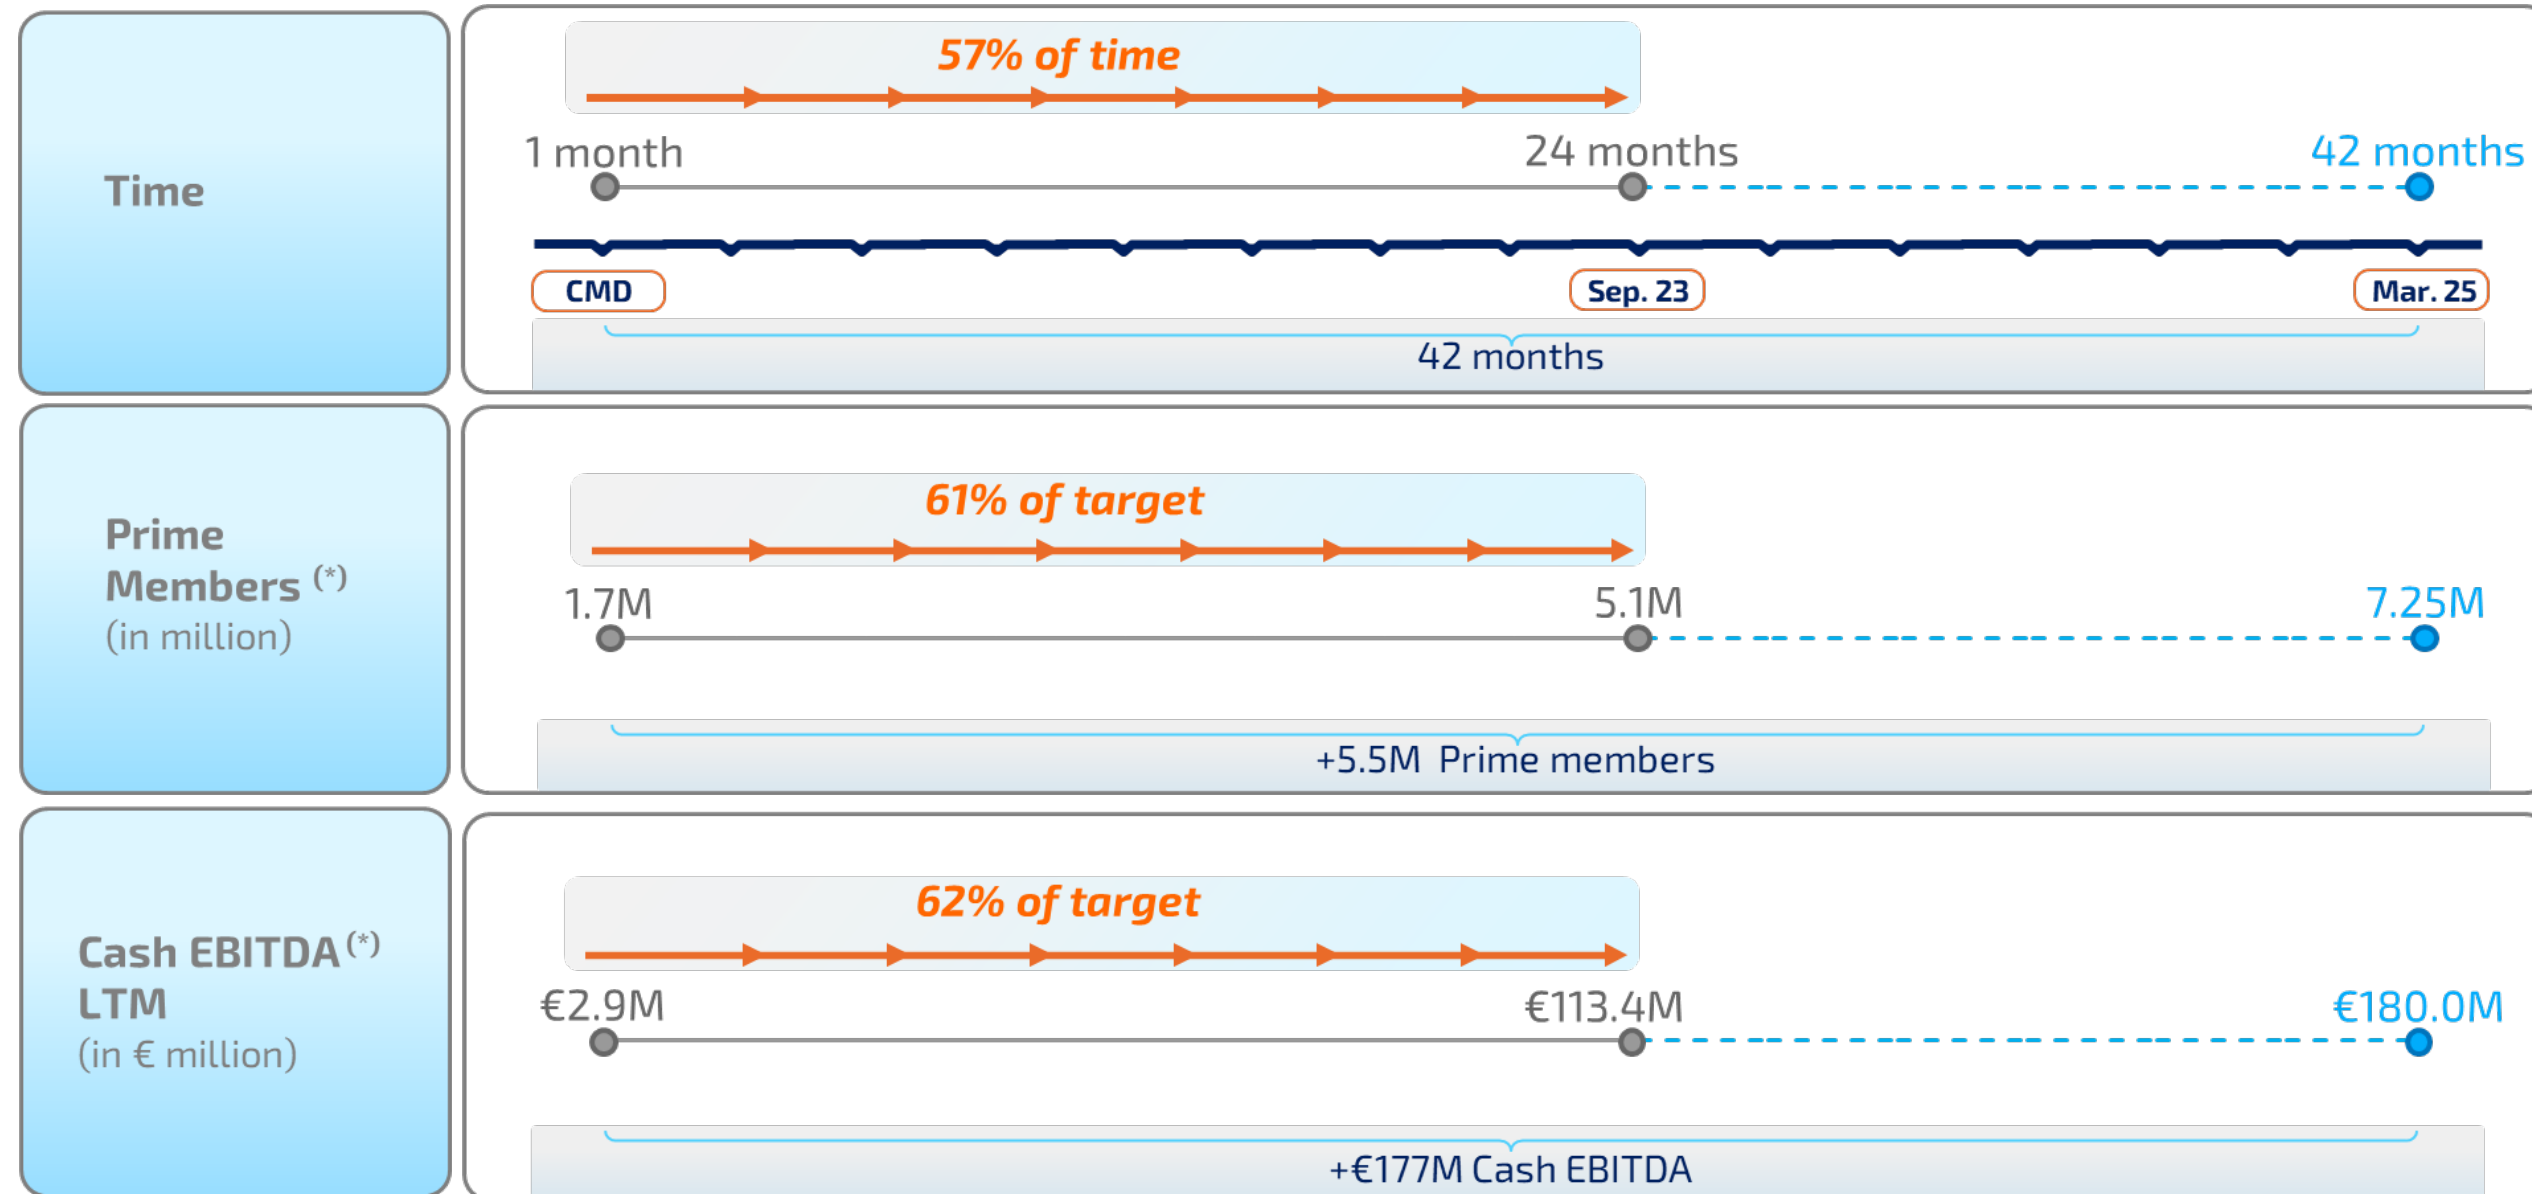 Time
57% of time
1 month
24 months
42 months
CMD
Sep. 23
Mar. 25
42 months
Prime
Members (*)
(in million)
61% of target
1.7M
5.1M
7.25M
+5.5M Prime members
Cash EBITDA (*)
LTM
(in € million)
62% of target
€2.9M
€113.4M
€180.0M
+€177M Cash EBITDA